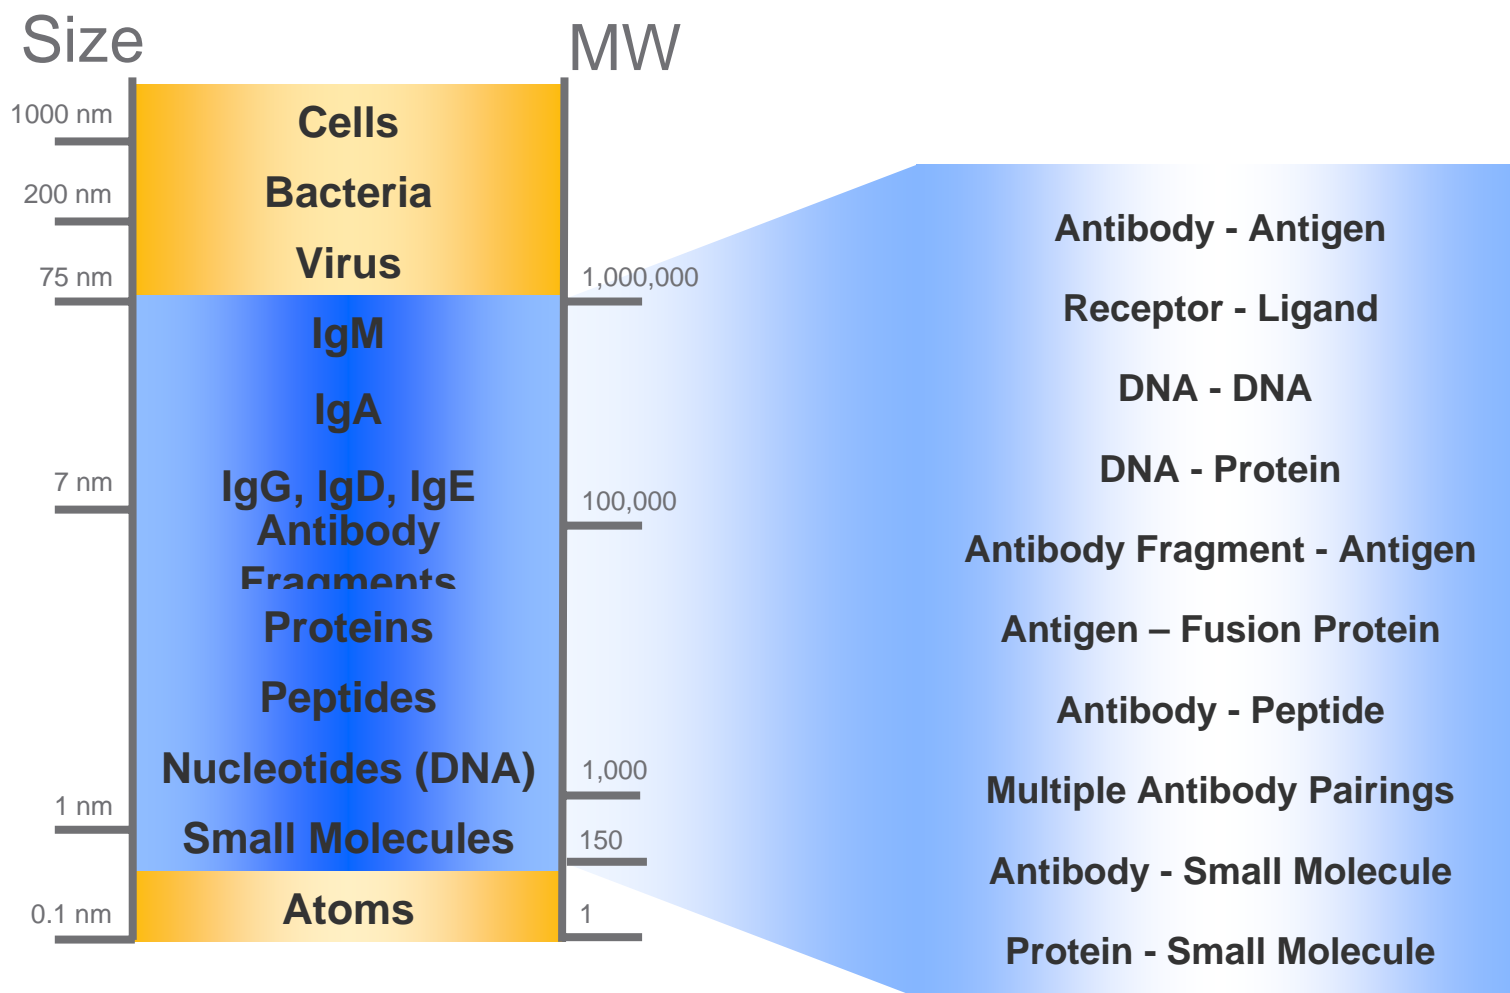 Size
MW
1000 nm
200 nm
75 nm
7 nm
1 nm
0.1 nm
Cells
Bacteria
Virus
IgM
IgA
IgG, IgD, IgE
Antibody
Fragments
Proteins
Peptides
Nucleotides (DNA)
Small Molecules
Atoms
1,000,000
100,000
1,000
150
1
Antibody - Antigen
Receptor - Ligand
DNA - DNA
DNA - Protein
Antibody Fragment - Antigen
Antigen – Fusion Protein
Antibody - Peptide
Multiple Antibody Pairings
Antibody - Small Molecule
Protein - Small Molecule